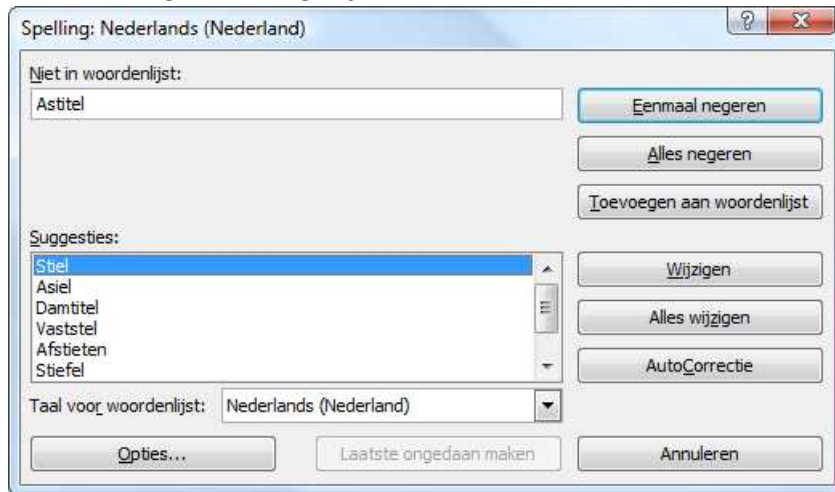 Spelling: Nederlands (Nederland)
Niet in woordenlijst:
Astitel
Eenmaal negeren
Alles negeren
Toevoegen aan woordenlijst
Suggesties:
Stiel
Asiel
Damtitel
Vaststel
Afstieten
Stiefel
Wijzigen
Alles wijzigen
AutoCorrectie
Taal voor woordenlijst: Nederlands (Nederland)
Opties...
Laatste ongedaan maken
Annuleren